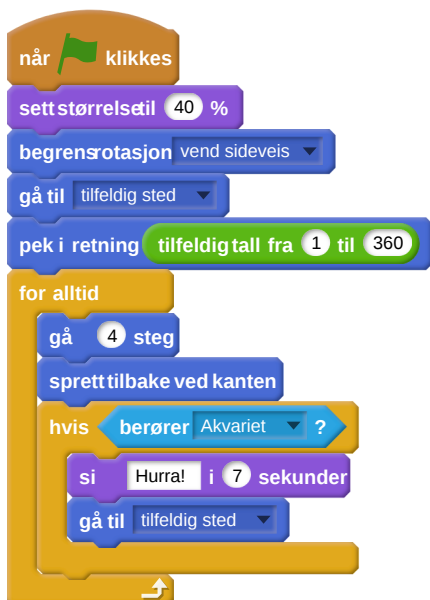 når klikkes
sett størrelse til 40 %
begrens rotasjon vend sideveis
gå til tilfeldig sted
pek i retning tilfeldig tall fra 1 til 360
for alltid
gå 4 steg
sprett tilbake ved kanten
hvis berører Akvariet ?
si Hurra! i 7 sekunder
gå til tilfeldig sted